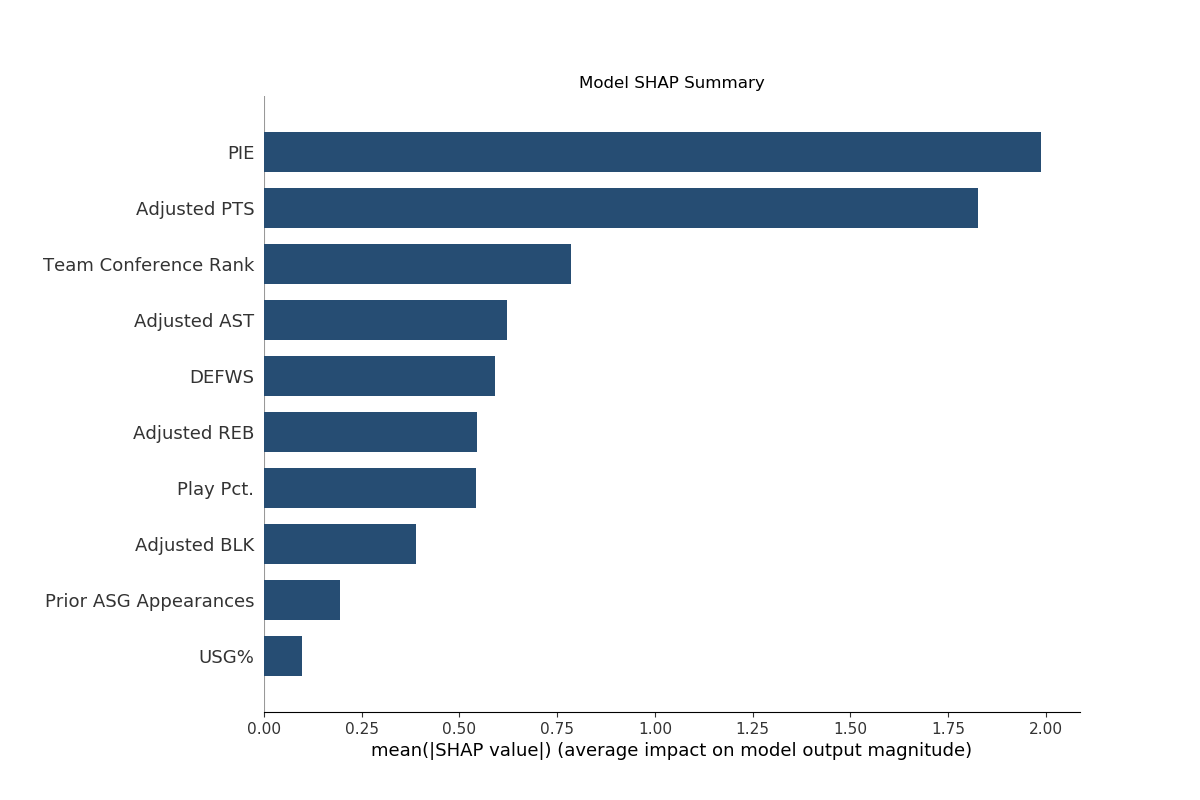 Model SHAP Summary
PIE
Adjusted PTS
Team Conference Rank
Adjusted AST
DEFWS
Adjusted REB
Play Pct.
Adjusted BLK
Prior ASG Appearances
USG%
0.00 0.25 0.50 0.75 1.00 1.25 1.50 1.75 2.00
mean(|SHAP value|) (average impact on model output magnitude)